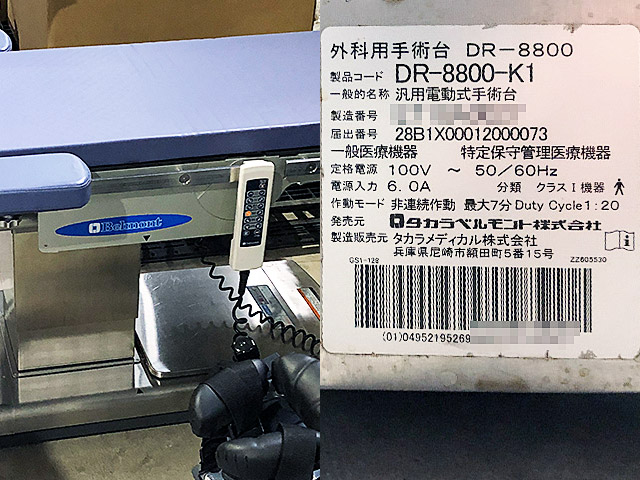 Belmont
外科用手術台 DR-8800
製品コード DR-8800-K1
一般的名称 汎用電動式手術台
製造番号
届出番号 28B1X00012000073
一般医療機器 特定保守管理医療機器
定格電源 100V ~ 50/60Hz
電源入力 6.0A 分類 クラスⅠ機器
作動モード 非連続作動 最大7分 Duty Cycle1:20
発売元 タカラベルモント株式会社
製造販売元 タカラメディカル株式会社
兵庫県尼崎市額田町5番15号
GS1-128 ZZ605530
(01)04952195269